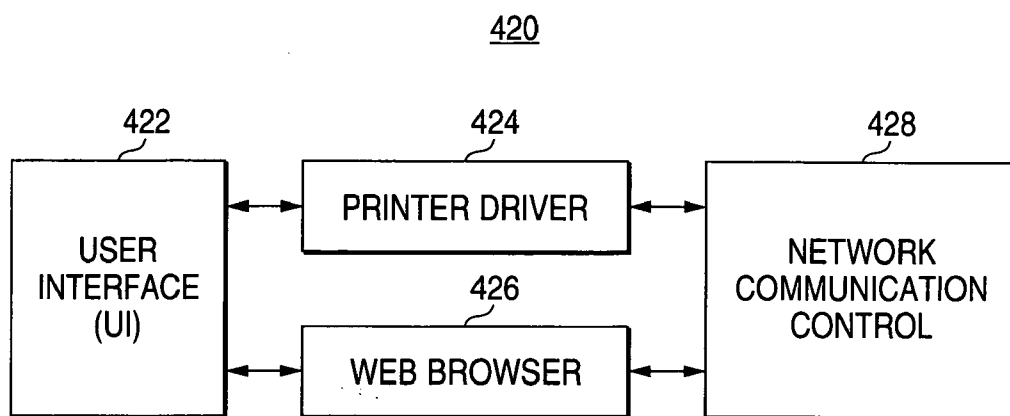 420
422
424
428
USER
INTERFACE
(UI)
PRINTER DRIVER
NETWORK
COMMUNICATION
CONTROL
426
WEB BROWSER